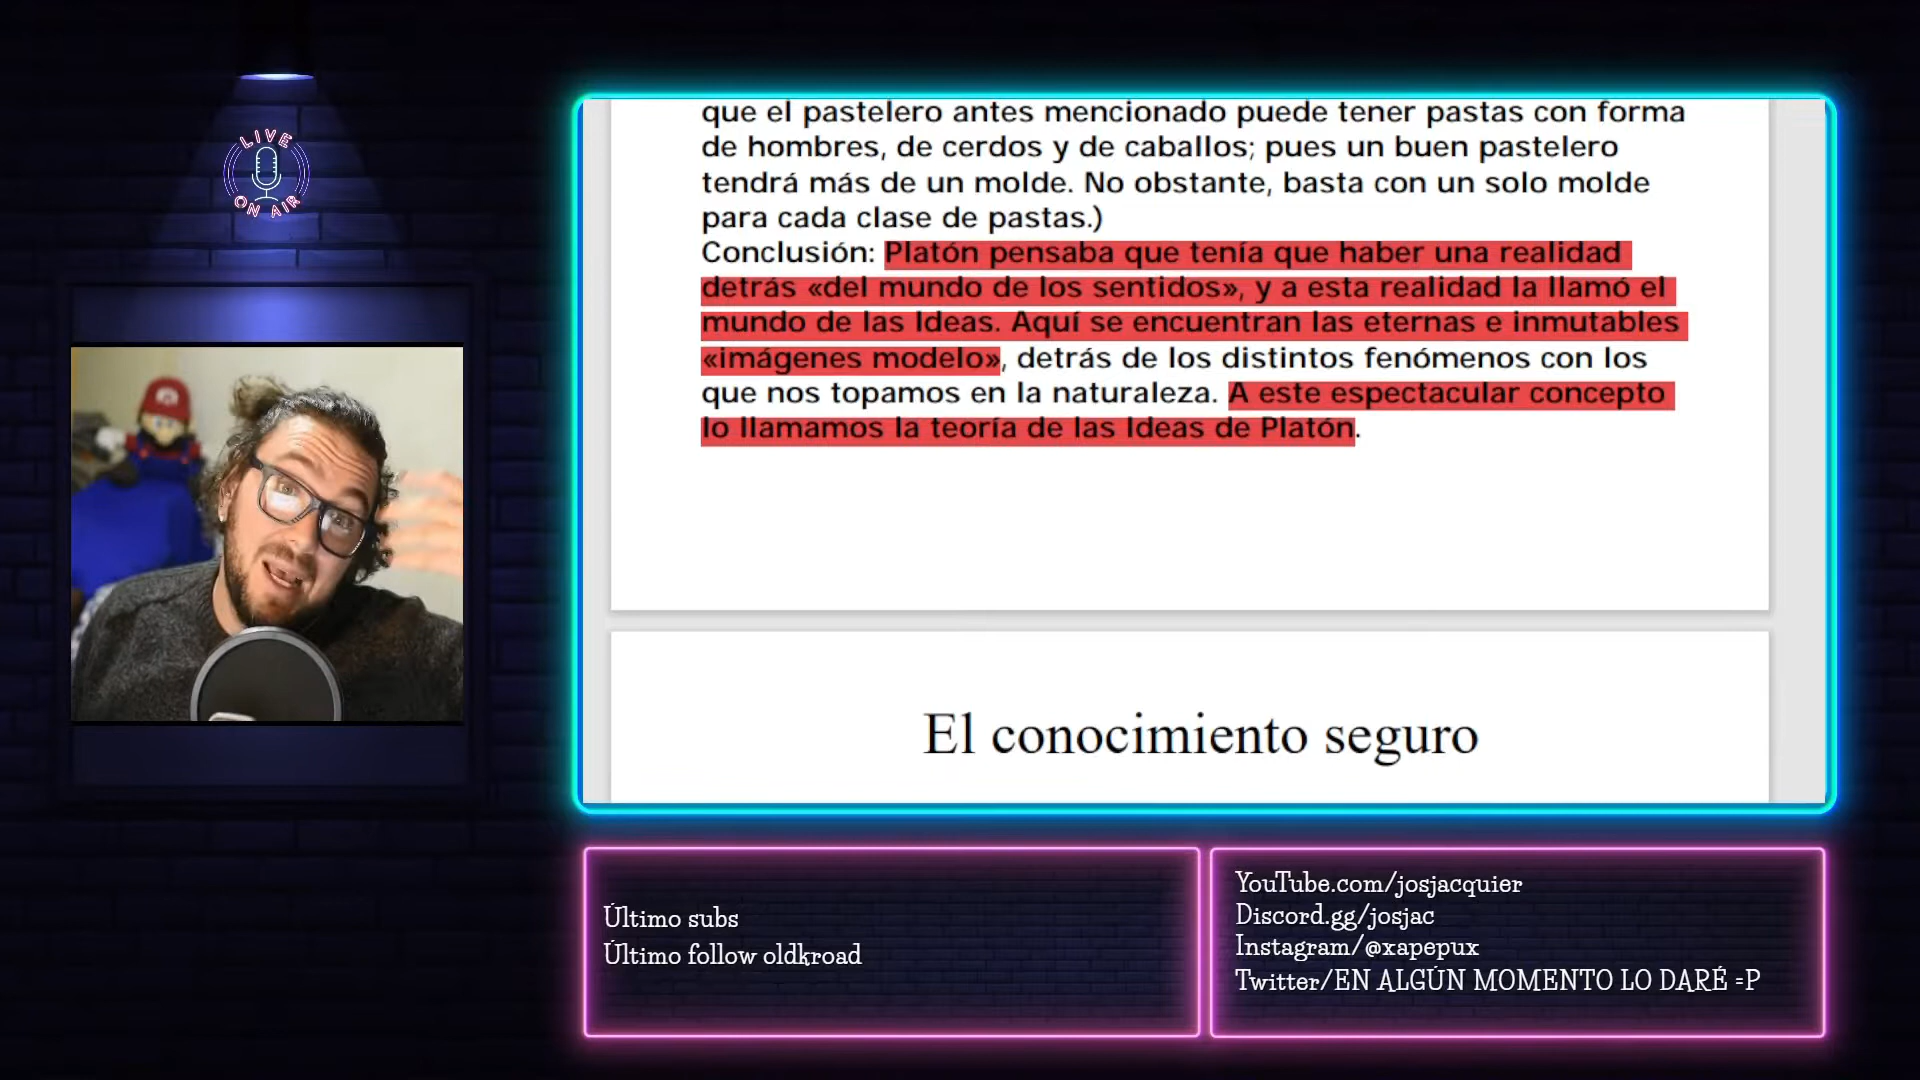 LIVE
ON AIR
que el pastelero antes mencionado puede tener pastas con forma
de hombres, de cerdos y de caballos; pues un buen pastelero
tendrá más de un molde. No obstante, basta con un solo molde
para cada clase de pastas.)
Conclusión: Platón pensaba que tenía que haber una realidad
detrás «del mundo de los sentidos», y a esta realidad la llamó el
mundo de las Ideas. Aquí se encuentran las eternas e inmutables
«imágenes modelo», detrás de los distintos fenómenos con los
que nos topamos en la naturaleza. A este espectacular concepto
lo llamamos la teoría de las Ideas de Platón.
El conocimiento seguro
Último subs
Último follow oldkroad
YouTube.com/josjacquier
Discord.gg/josjac
Instagram/@xapepux
Twitter/EN ALGÚN MOMENTO LO DARÉ =P